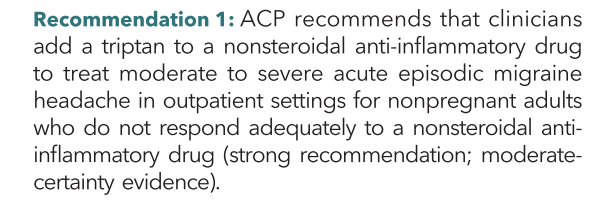 Recommendation 1: ACP recommends that clinicians
add a triptan to a nonsteroidal anti-inflammatory drug
to treat moderate to severe acute episodic migraine
headache in outpatient settings for nonpregnant adults
who do not respond adequately to a nonsteroidal anti-
inflammatory drug (strong recommendation; moderate-
certainty evidence).